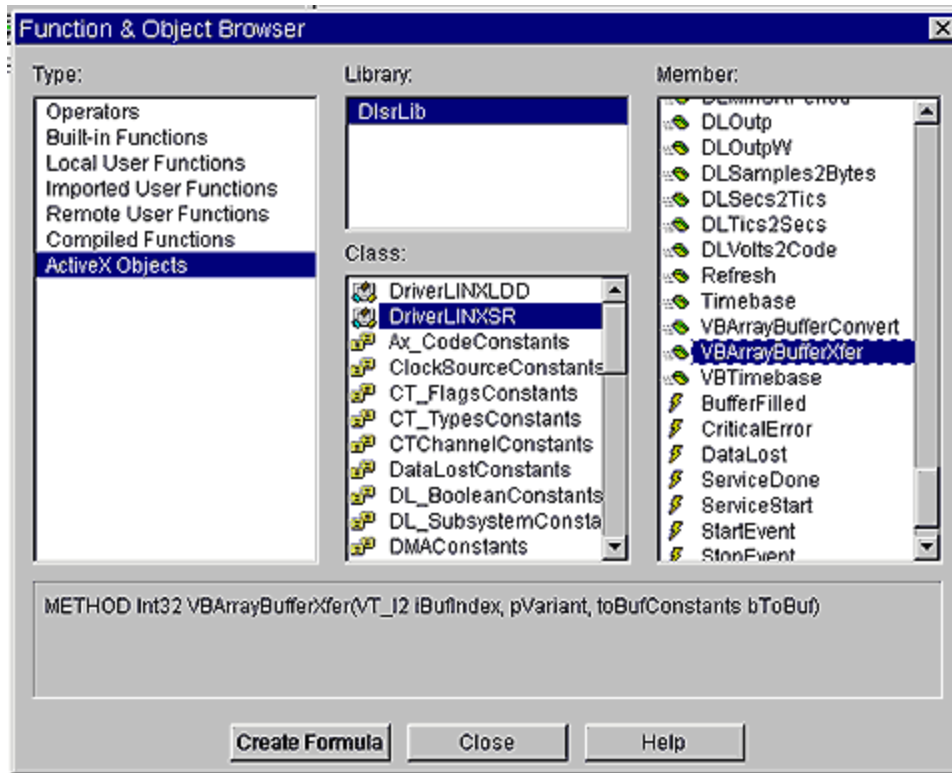 Function & Object Browser
Type:
Operators
Built-in Functions
Local User Functions
Imported User Functions
Remote User Functions
Compiled Functions
ActiveX Objects
Library:
DlsrLib
Class:
DriverLINXLDD
DriverLINXSR
Ax_CodeConstants
ClockSourceConstants
CT_FlagsConstants
CT_TypesConstants
CTChannelConstants
DataLostConstants
DL_BooleanConstants
DL_SubsystemConsta
DMAConstants
Member:
DLOutp
DLOutpW
DLSamples2Bytes
DLSecs2Tics
DLTics2Secs
DLVolts2Code
Refresh
Timebase
VBArrayBufferConvert
VBArrayBufferXfer
VBTimebase
BufferFilled
CriticalError
DataLost
ServiceDone
ServiceStart
StartEvent
StopEvent
METHOD Int32 VBArrayBufferXfer(VT_I2 iBufIndex, pVariant, toBufConstants bToBuf)
Create Formula
Close
Help